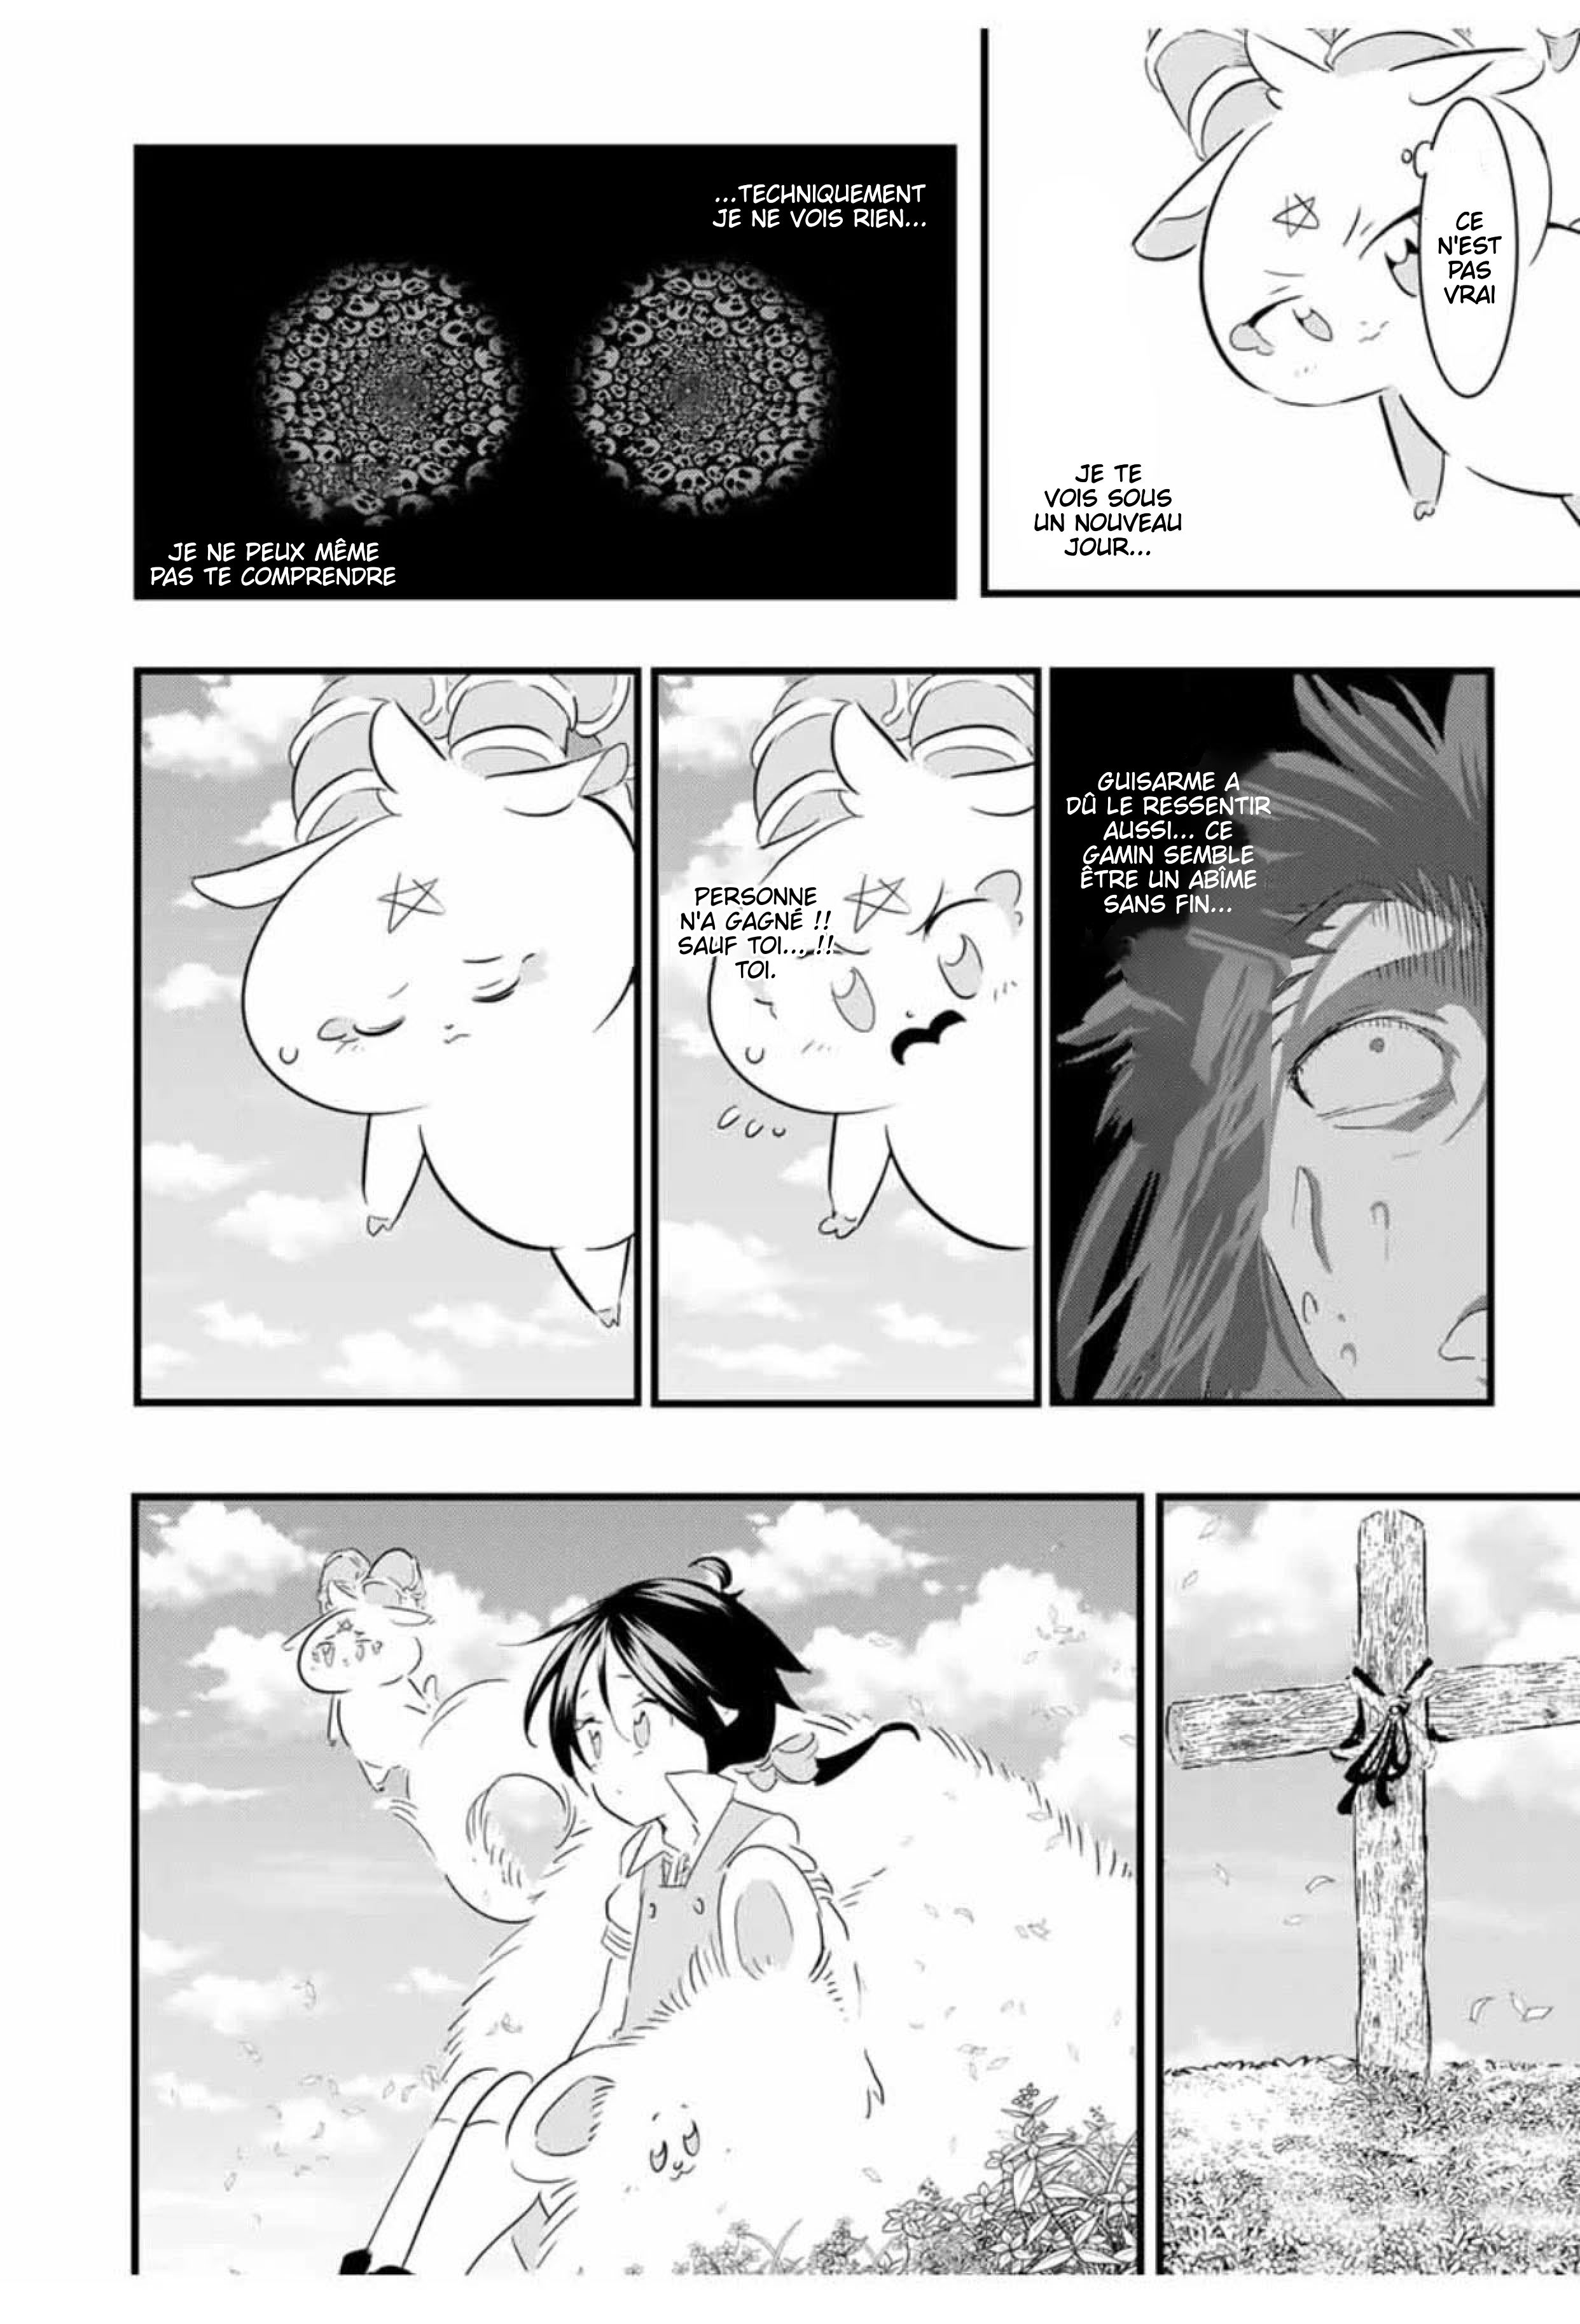 CE
N'EST
PAS
VRAI
JE TE
VOIS SOUS
UN NOUVEAU
JOUR...
...TECHNIQUEMENT
JE NE VOIS RIEN...
JE NE PEUX MÊME
PAS TE COMPRENDRE
GUISARME A
DÛ LE RESSENTIR
AUSSI... CE
GAMIN SEMBLE
ÊTRE UN ABÎME
SANS FIN...
PERSONNE
N'A GAGNÉ !!
SAUF TOI... !!
TOI.